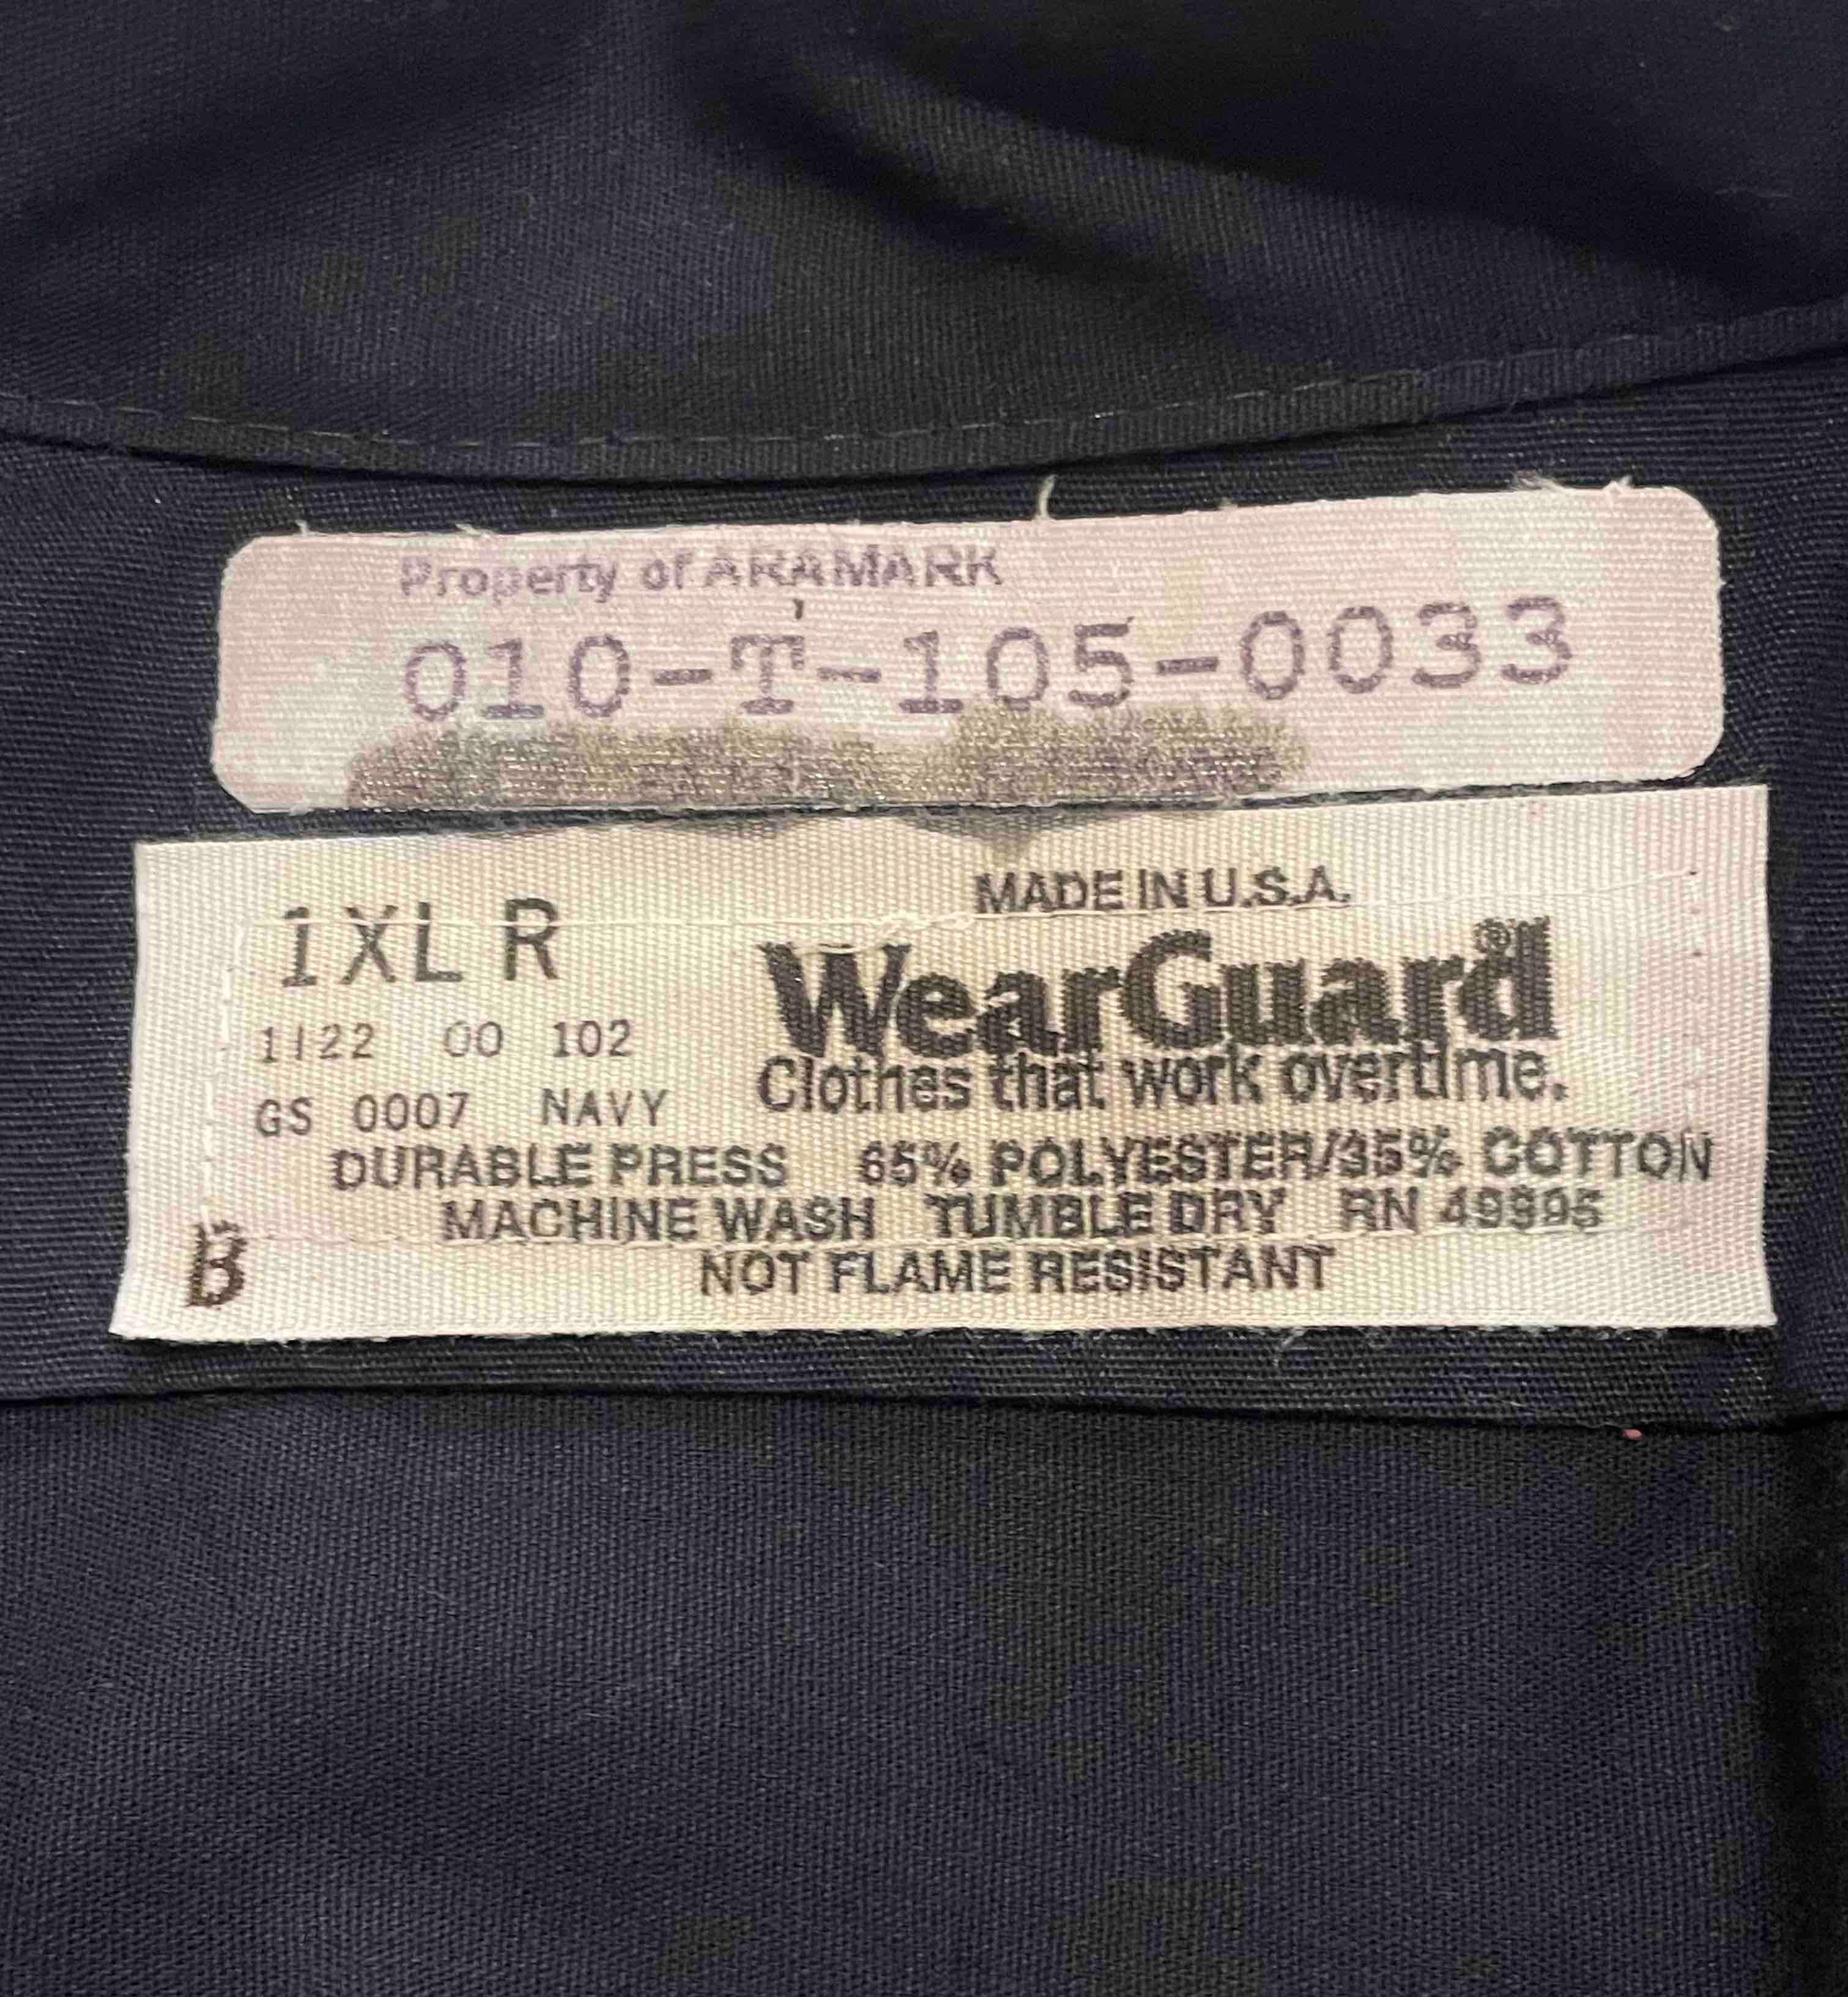 Property of ARAMARK
010-T-105-0033
MADE IN U.S.A.
1XL R
WearGuard®
1122 00 102
Clothes that work overtime.
GS 0007 NAVY
DURABLE PRESS 65% POLYESTER/35% COTTON
MACHINE WASH TUMBLE DRY RN 49995
B
NOT FLAME RESISTANT